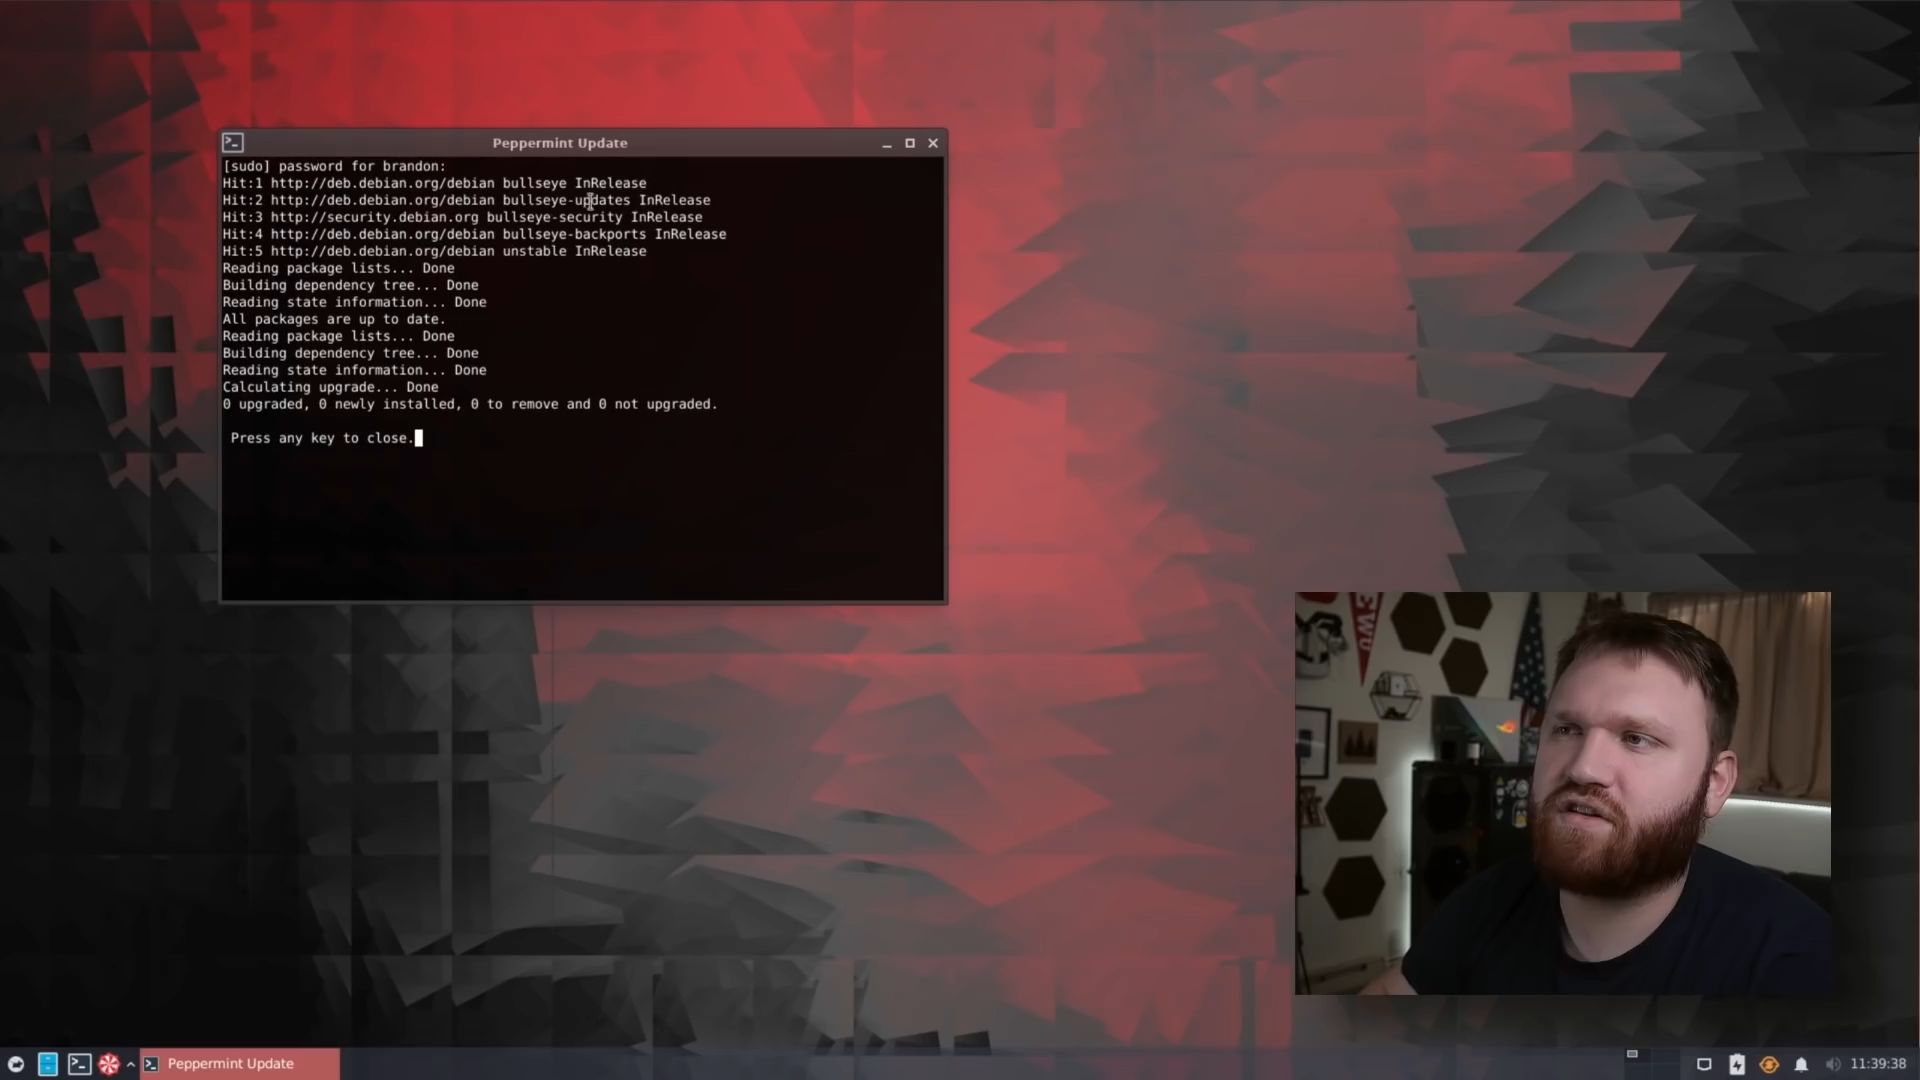 Peppermint Update
[sudo] password for brandon:
Hit:1 http://deb.debian.org/debian bullseye InRelease
Hit:2 http://deb.debian.org/debian bullseye-updates InRelease
Hit:3 http://security.debian.org bullseye-security InRelease
Hit:4 http://deb.debian.org/debian bullseye-backports InRelease
Hit:5 http://deb.debian.org/debian unstable InRelease
Reading package lists... Done
Building dependency tree... Done
Reading state information... Done
All packages are up to date.
Reading package lists... Done
Building dependency tree... Done
Reading state information... Done
Calculating upgrade... Done
0 upgraded, 0 newly installed, 0 to remove and 0 not upgraded.
Press any key to close.
EWU
Peppermint Update
11:39:38